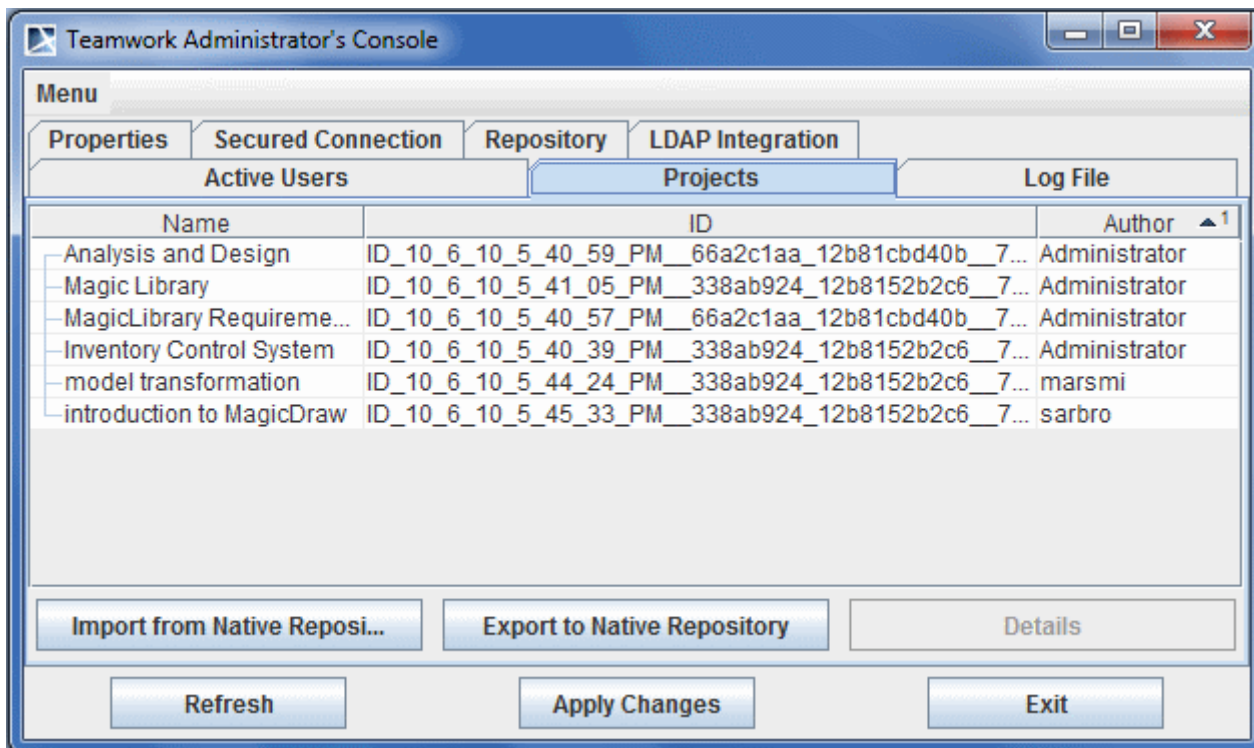 Teamwork Administrator's Console
Menu
Properties Secured Connection Repository LDAP Integration
Active Users Projects Log File
Name ID Author 1
Analysis and Design ID_10_6_10_5_40_59_PM__66a2c1aa_12b81cbd40b__7... Administrator
Magic Library ID_10_6_10_5_41_05_PM__338ab924_12b8152b2c6__7... Administrator
MagicLibrary Requireme... ID_10_6_10_5_40_57_PM__66a2c1aa_12b81cbd40b__7... Administrator
Inventory Control System ID_10_6_10_5_40_39_PM__338ab924_12b8152b2c6__7... Administrator
model transformation ID_10_6_10_5_44_24_PM__338ab924_12b8152b2c6__7... marsmi
introduction to MagicDraw ID_10_6_10_5_45_33_PM__338ab924_12b8152b2c6__7... sarbro
Import from Native Reposi... Export to Native Repository Details
Refresh Apply Changes Exit